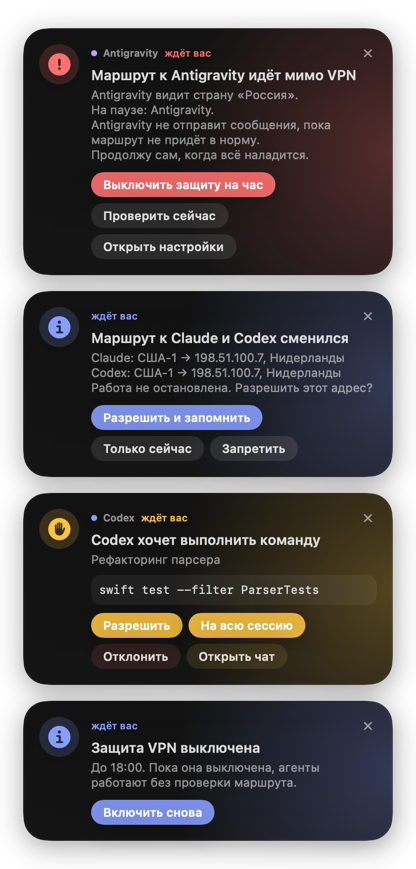 Antigravity ждёт вас
Маршрут к Antigravity идёт мимо VPN
Antigravity видит страну «Россия».
На паузе: Antigravity.
Antigravity не отправит сообщения, пока
маршрут не придёт в норму.
Продолжу сам, когда всё наладится.
Выключить защиту на час
Проверить сейчас
Открыть настройки
ждёт вас
Маршрут к Claude и Codex сменился
Claude: США-1 → 198.51.100.7, Нидерланды
Codex: США-1 → 198.51.100.7, Нидерланды
Работа не остановлена. Разрешить этот адрес?
Разрешить и запомнить
Только сейчас Запретить
Codex ждёт вас
Codex хочет выполнить команду
Рефакторинг парсера
swift test --filter ParserTests
Разрешить На всю сессию
Отклонить Открыть чат
ждёт вас
Защита VPN выключена
До 18:00. Пока она выключена, агенты
работают без проверки маршрута.
Включить снова